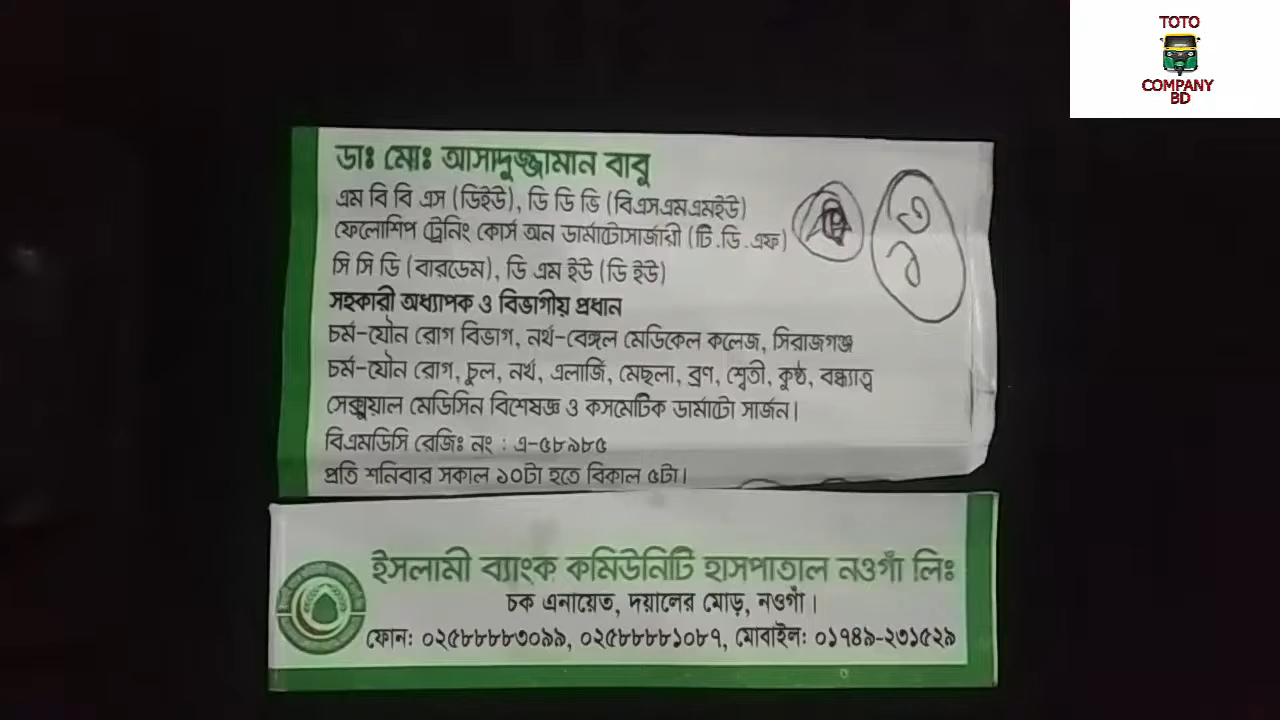 TOTO
COMPANY
BD
ডাঃ মোঃ আসাদুজ্জামান বাবু
এম বি বি এস (ডিইউ), ডি ডি ভি (বিএসএমএমইউ)
ফেলোশিপ ট্রেনিং কোর্স অন ডার্মাটোসার্জারী (টি.ডি.এফ)
সি সি ডি (বারডেম), ডি এম ইউ (ডি ইউ)
সহকারী অধ্যাপক ও বিভাগীয় প্রধান
চর্ম-যৌন রোগ বিভাগ, নর্থ-বেঙ্গল মেডিকেল কলেজ, সিরাজগঞ্জ
চর্ম-যৌন রোগ, চুল, নখ, এলার্জি, মেছলা, ব্রণ, শ্বেতী, কুষ্ঠ, বন্ধ্যাত্ব
সেক্সুয়াল মেডিসিন বিশেষজ্ঞ ও কসমেটিক ডার্মাটো সার্জন।
বিএমডিসি রেজিঃ নং : এ-৫৮৯৮৫
প্রতি শনিবার সকাল ১০টা হতে বিকাল ৫টা।
ইসলামী ব্যাংক কমিউনিটি হাসপাতাল নওগাঁ লিঃ
চক এনায়েত, দয়ালের মোড়, নওগাঁ।
ফোন: ০২৫৮৮৮৮৩০৯৯, ০২৫৮৮৮৮১০৮৭, মোবাইল: ০১৭৪৯-২৩১৫২৯